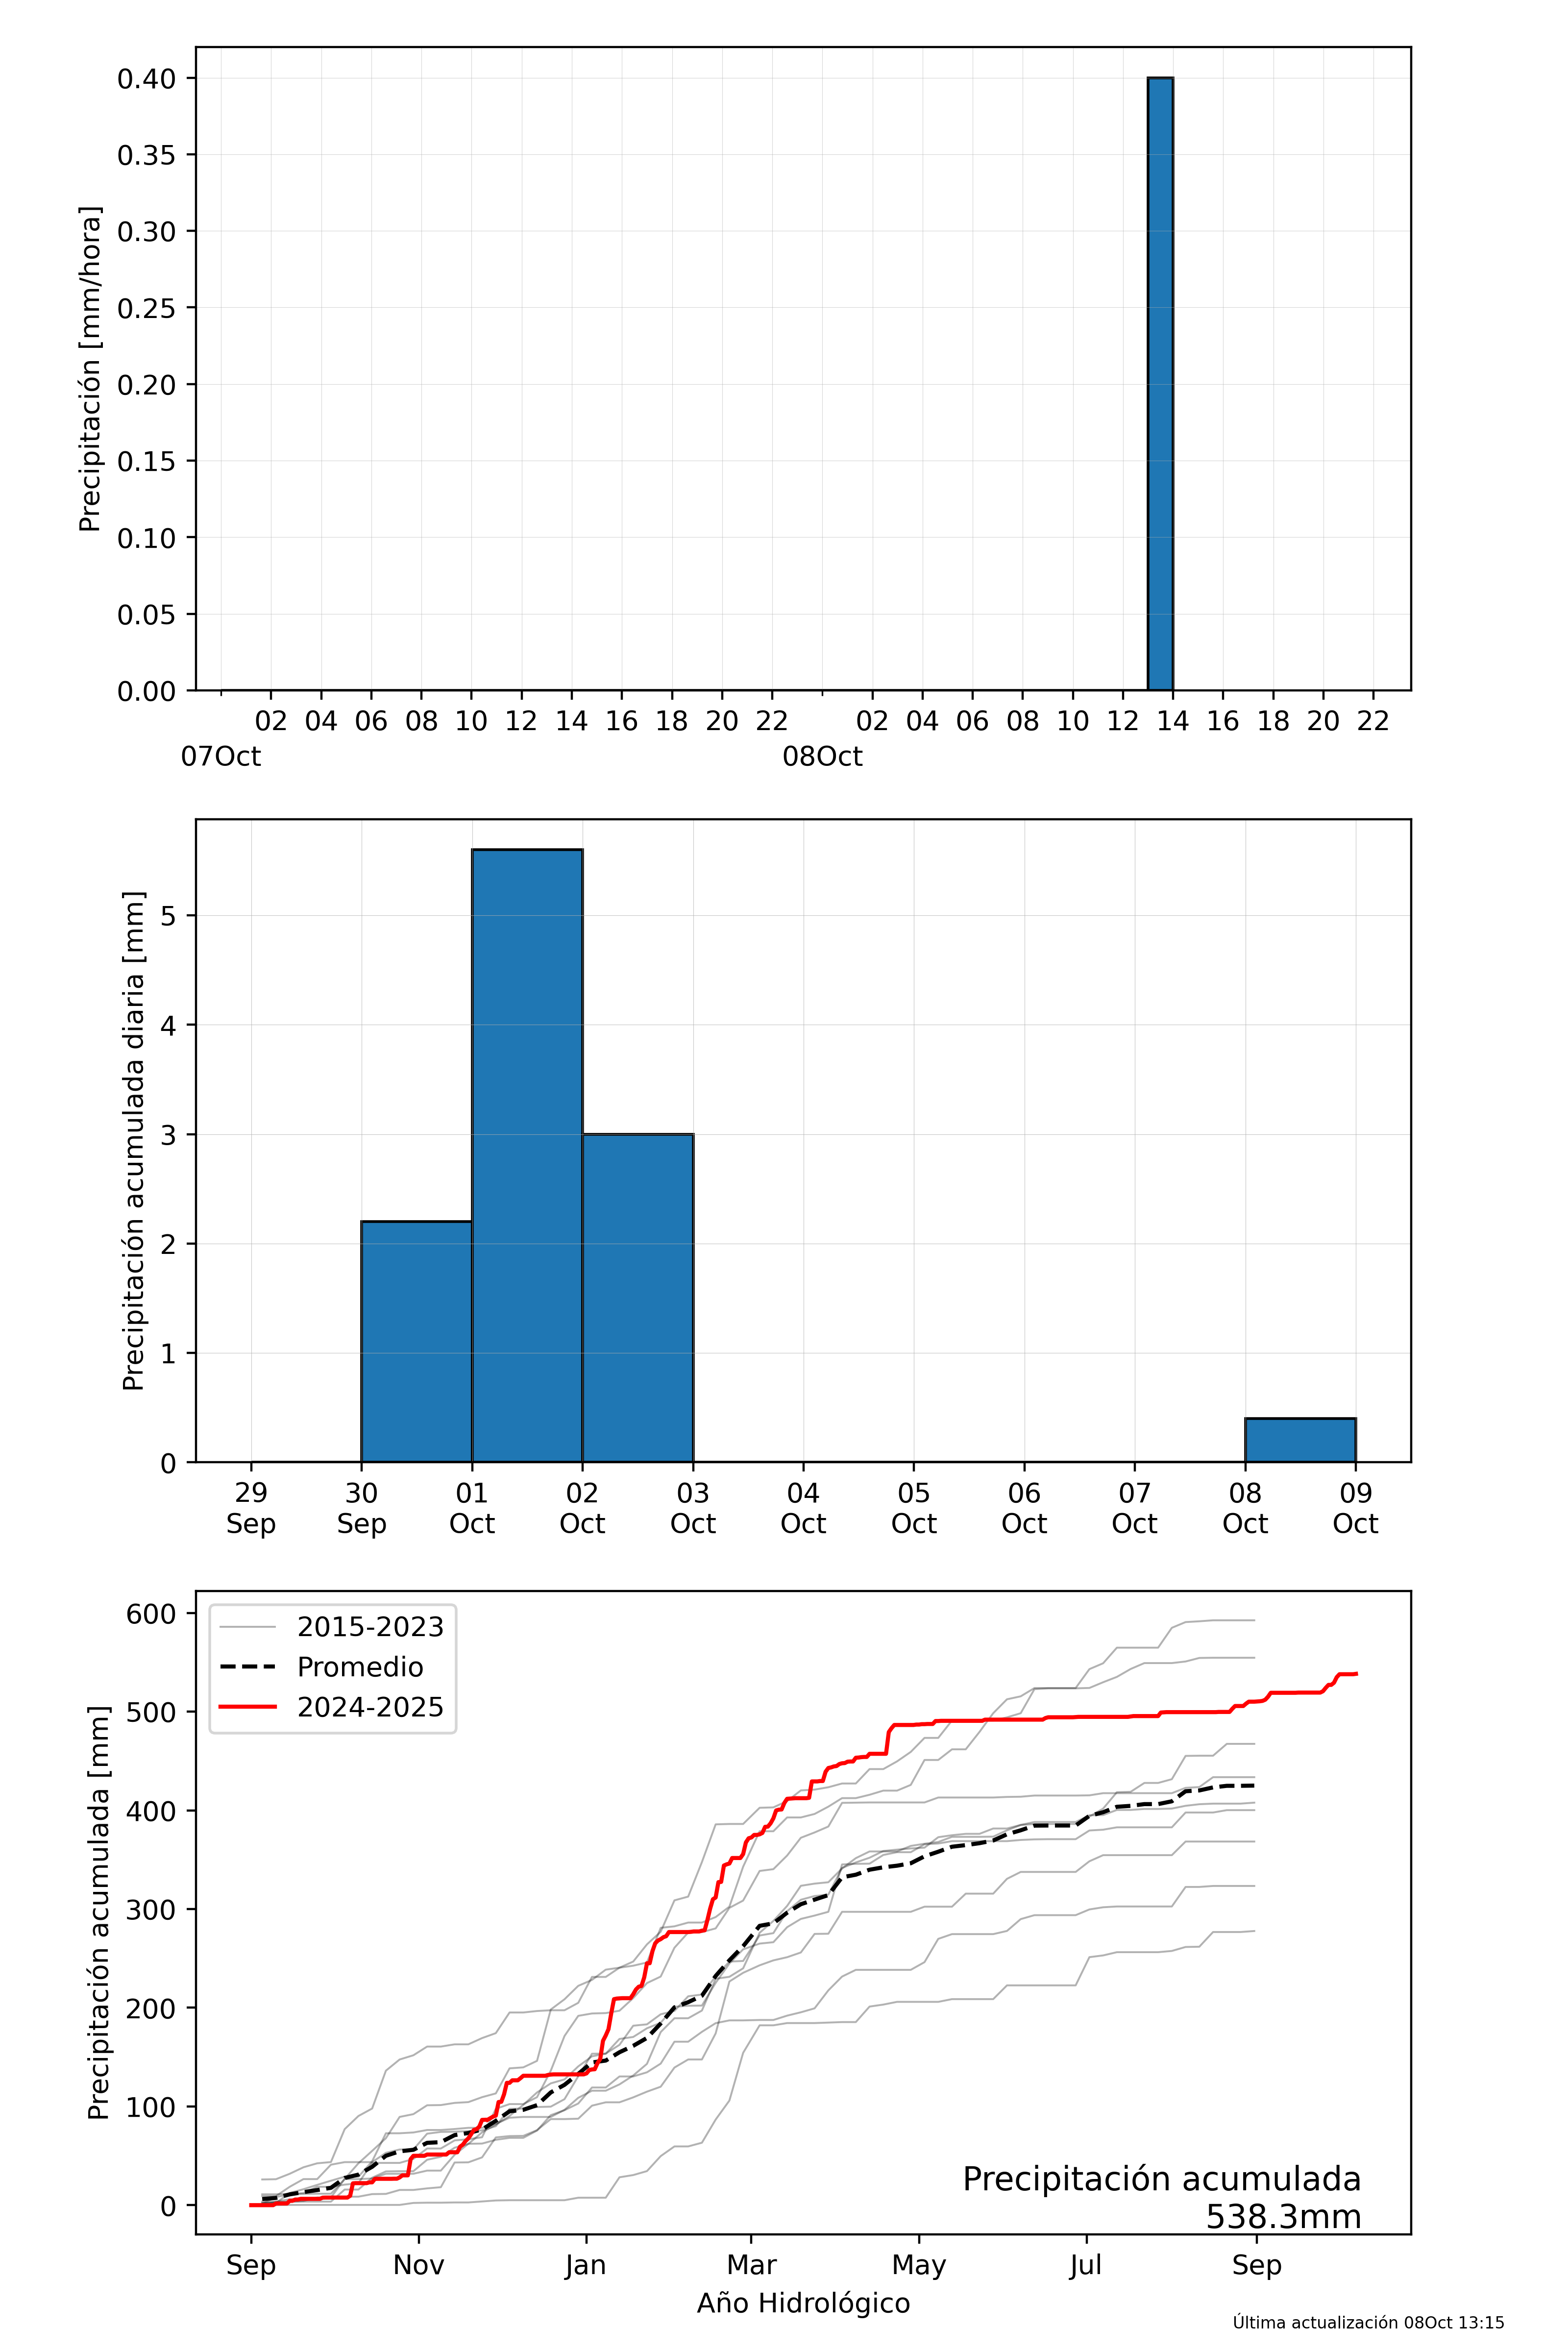 0.40
0.35
0.30
0.25
0.20
0.15
0.10
0.05
0.00
Precipitación [mm/hora]
02 04 06 08 10 12 14 16 18 20 22 02 04 06 08 10 12 14 16 18 20 22
07Oct 08Oct
5
4
3
2
1
0
Precipitación acumulada diaria [mm]
29 30 01 02 03 04 05 06 07 08 09
Sep Sep Oct Oct Oct Oct Oct Oct Oct Oct Oct
600
500
400
300
200
100
0
Precipitación acumulada [mm]
2015-2023
Promedio
2024-2025
Precipitación acumulada
538.3mm
Sep Nov Jan Mar May Jul Sep
Año Hidrológico
Última actualización 08Oct 13:15